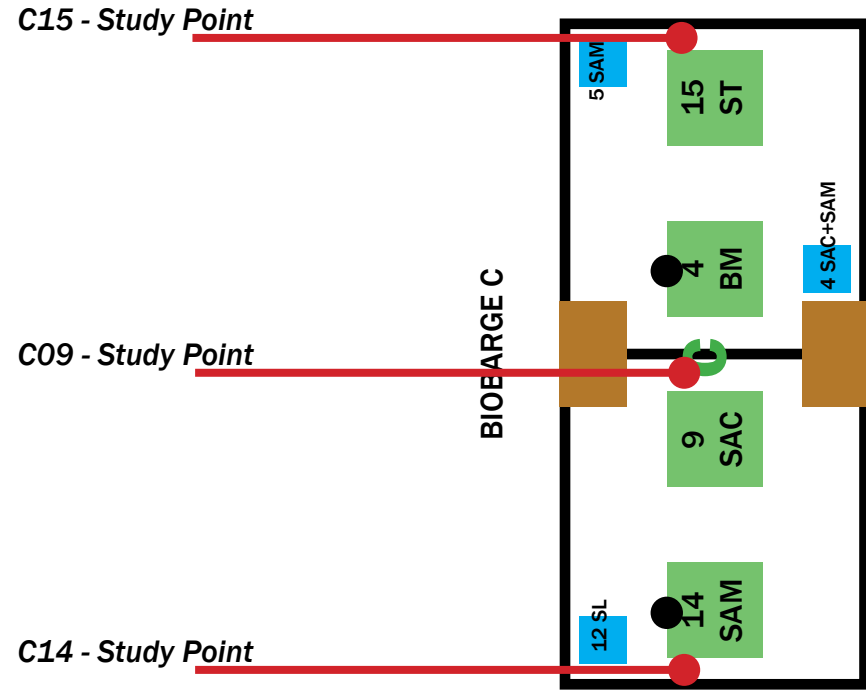 C15 - Study Point
5 SAM
15
ST
4 SAC+SAM
4
BM
BIOBARGE C
C
C09 - Study Point
9
SAC
12 SL
14
SAM
C14 - Study Point